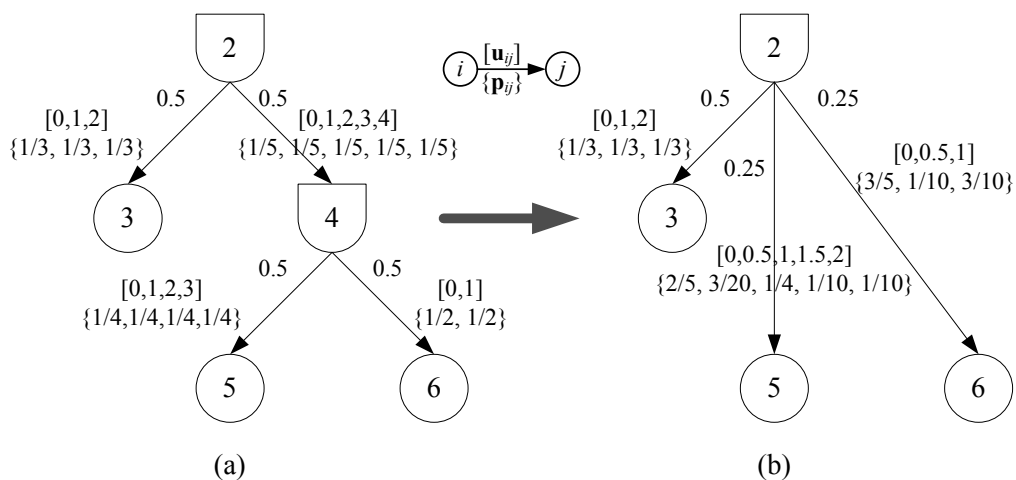 2
0.5
0.5
[0,1,2]
{1/3, 1/3, 1/3}
[0,1,2,3,4]
{1/5, 1/5, 1/5, 1/5, 1/5}
3
4
0.5
0.5
[0,1,2,3]
{1/4,1/4,1/4,1/4}
[0,1]
{1/2, 1/2}
5
6
(a)
i
[uij]
{pij}
j
2
0.5
0.25
[0,1,2]
{1/3, 1/3, 1/3}
0.25
[0,0.5,1]
{3/5, 1/10, 3/10}
3
[0,0.5,1,1.5,2]
{2/5, 3/20, 1/4, 1/10, 1/10}
5
6
(b)